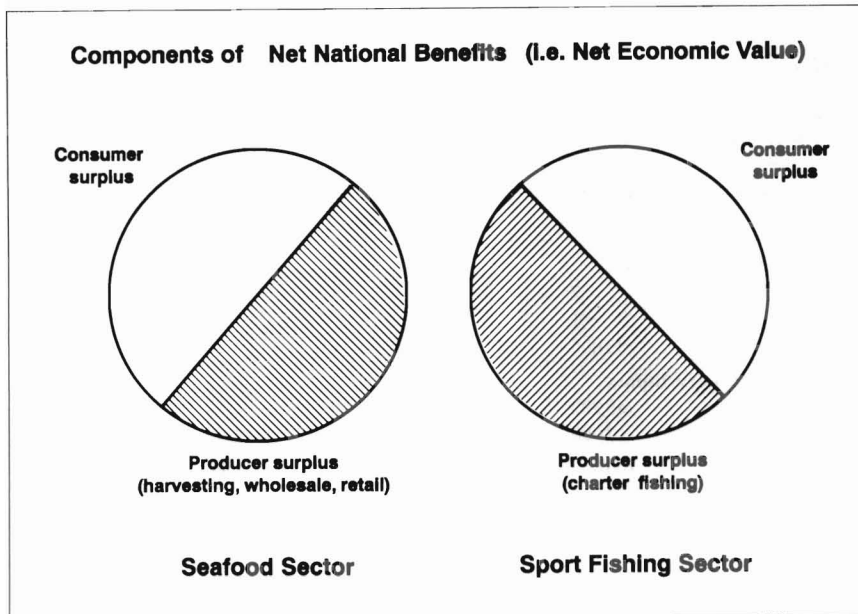 Components of Net National Benefits (i.e. Net Economic Value)
Consumer
surplus
Consumer
surplus
Producer surplus
(harvesting, wholesale, retail)
Producer surplus
(charter fishing)
Seafood Sector
Sport Fishing Sector